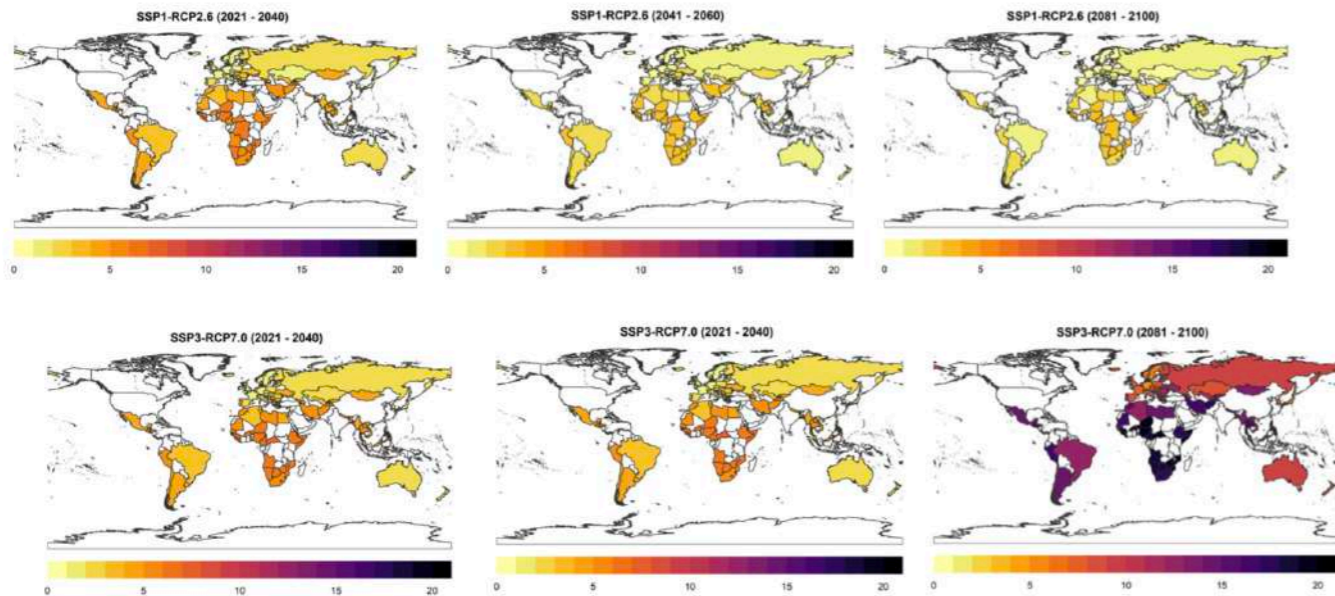 SSP1-RCP2.6 (2021 - 2040)
SSP1-RCP2.6 (2041 - 2060)
SSP1-RCP2.6 (2081 - 2100)
0 5 10 15 20
0 5 10 15 20
0 5 10 15 20
SSP3-RCP7.0 (2021 - 2040)
SSP3-RCP7.0 (2021 - 2040)
SSP3-RCP7.0 (2081 - 2100)
0 5 10 15 20
0 5 10 15 20
0 5 10 15 20